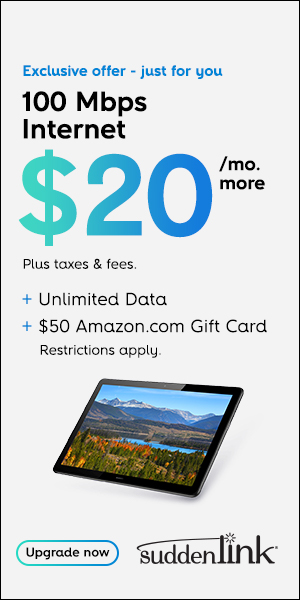 Exclusive offer - just for you
100 Mbps
Internet
$20
/mo.
more
Plus taxes & fees.
+ Unlimited Data
+ $50 Amazon.com Gift Card
Restrictions apply.
Upgrade now
suddenlink®